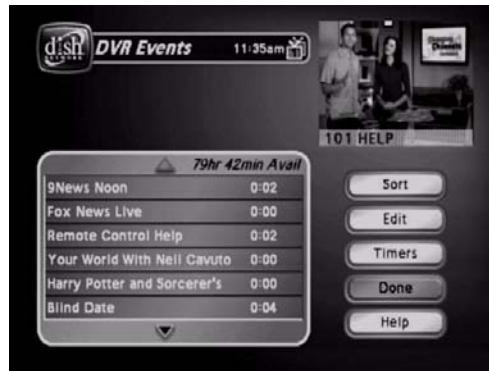 dish
NETWORK
DVR Events
11:35am
101 HELP
79hr 42min Avail
9News Noon 0:02
Fox News Live 0:00
Remote Control Help 0:02
Your World With Neil Cavuto 0:00
Harry Potter and Sorcerer's 0:00
Blind Date 0:04
Sort
Edit
Timers
Done
Help